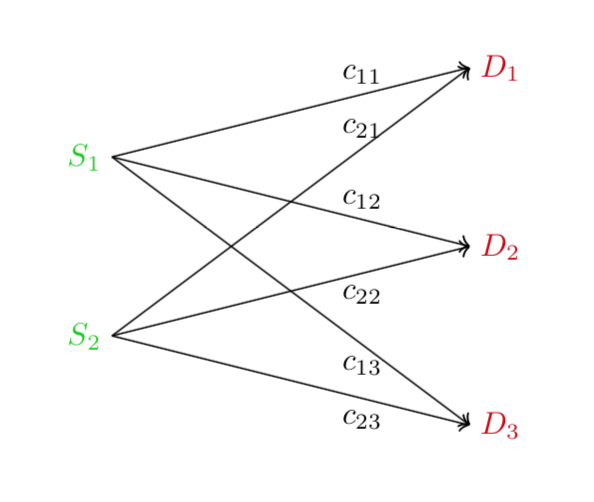 c₁₁
D₁
c₂₁
S₁
c₁₂
D₂
c₂₂
S₂
c₁₃
c₂₃
D₃